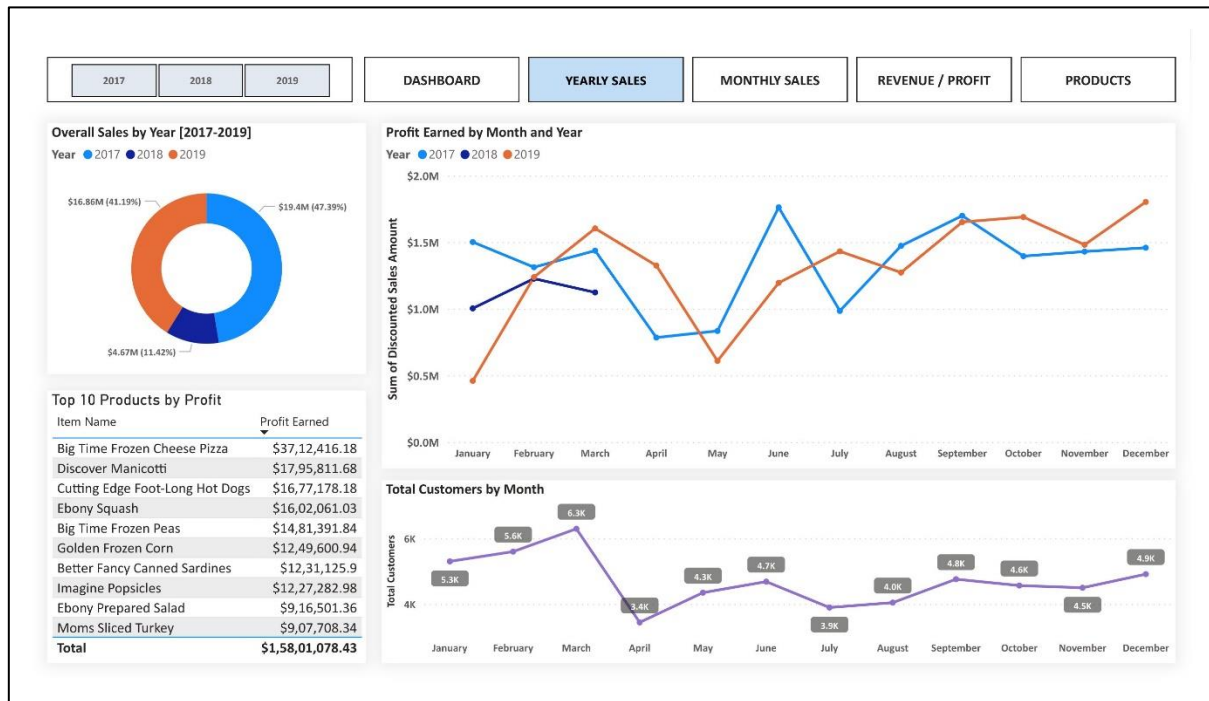 2017 2018 2019 DASHBOARD YEARLY SALES MONTHLY SALES REVENUE / PROFIT PRODUCTS
Overall Sales by Year [2017-2019]
Year 2017 2018 2019
$16.86M (41.19%)
$19.4M (47.39%)
$4.67M (11.42%)
Top 10 Products by Profit
Item Name Profit Earned
Big Time Frozen Cheese Pizza $37,12,416.18
Discover Manicotti $17,95,811.68
Cutting Edge Foot-Long Hot Dogs $16,77,178.18
Ebony Squash $16,02,061.03
Big Time Frozen Peas $14,81,391.84
Golden Frozen Corn $12,49,600.94
Better Fancy Canned Sardines $12,31,125.9
Imagine Popsicles $12,27,282.98
Ebony Prepared Salad $9,16,501.36
Moms Sliced Turkey $9,07,708.34
Total $1,58,01,078.43
Profit Earned by Month and Year
Year 2017 2018 2019
Sum of Discounted Sales Amount
$2.0M
$1.5M
$1.0M
$0.5M
$0.0M
January February March April May June July August September October November December
Total Customers by Month
Total Customers
6K
4K
5.3K 5.6K 6.3K 3.4K 4.3K 4.7K 3.9K 4.0K 4.8K 4.6K 4.5K 4.9K
January February March April May June July August September October November December